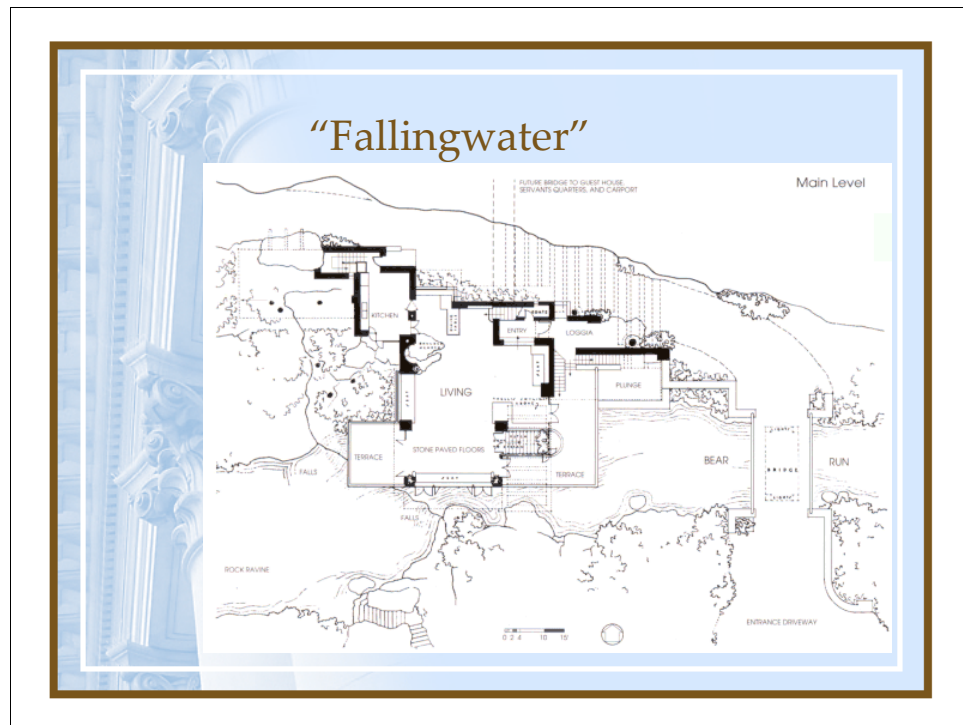 “Fallingwater”
FUTURE BRIDGE TO GUEST HOUSE,
SERVANTS QUARTERS, AND CARPORT
Main Level
KITCHEN
ENTRY
LOGGIA
PLUNGE
LIVING
STONE PAVED FLOORS
TERRACE
TERRACE
FALLS
FALLS
BEAR
BRIDGE
RUN
ROCK RAVINE
0 2 4 10 15'
ENTRANCE DRIVEWAY